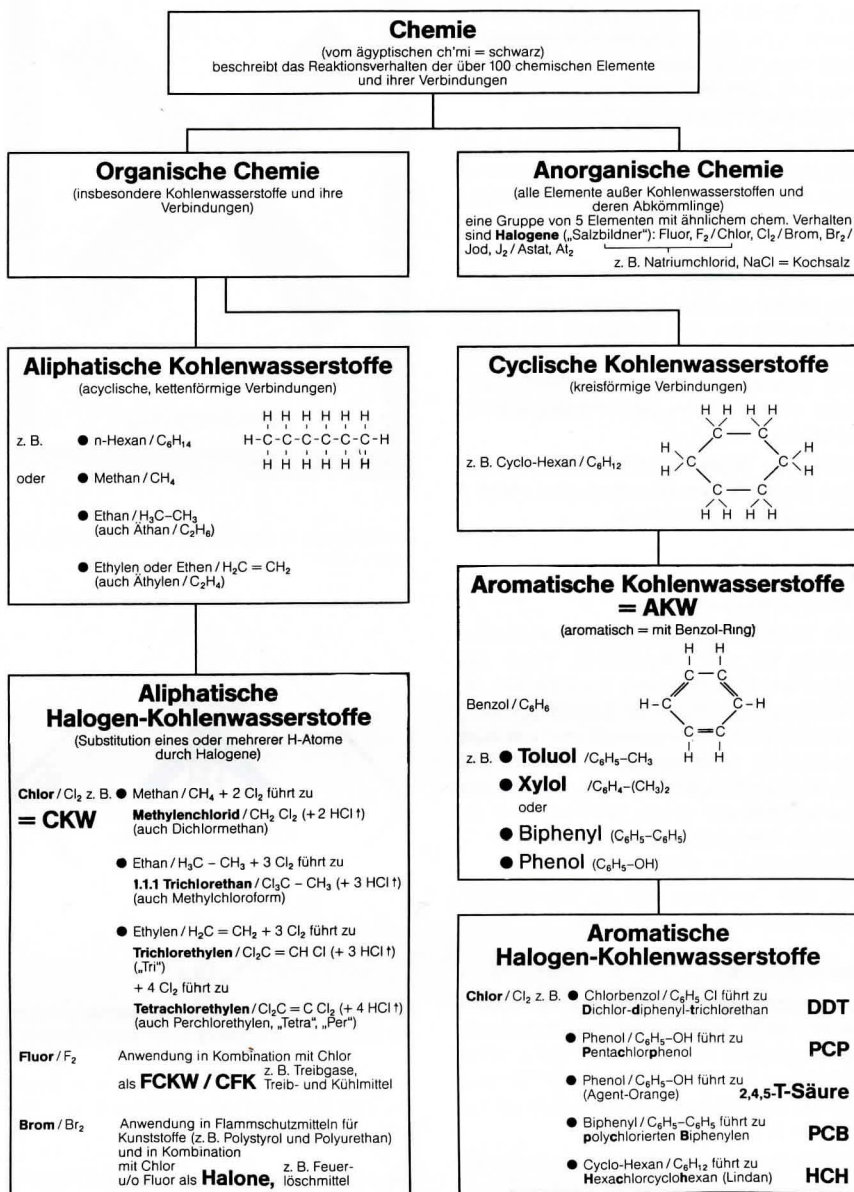 Chemie
(vom ägyptischen ch'mi = schwarz)
beschreibt das Reaktionsverhalten der über 100 chemischen Elemente
und ihrer Verbindungen
Organische Chemie
(insbesondere Kohlenwasserstoffe und ihre
Verbindungen)
Anorganische Chemie
(alle Elemente außer Kohlenwasserstoffen und
deren Abkömmlinge)
eine Gruppe von 5 Elementen mit ähnlichem chem. Verhalten
sind Halogene („Salzbildner“): Fluor, F₂/Chlor, Cl₂/Brom, Br₂/
Jod, J₂/Astat, At₂
z. B. Natriumchlorid, NaCl = Kochsalz
Aliphatische Kohlenwasserstoffe
(acyclische, kettenförmige Verbindungen)
H H H H H H
z. B. ● n-Hexan/C₆H₁₄ H-C-C-C-C-C-C-H
H H H H H H
oder ● Methan/CH₄
● Ethan/H₃C–CH₃
(auch Äthan/C₂H₆)
● Ethylen oder Ethen/H₂C = CH₂
(auch Äthylen/C₂H₄)
Cyclische Kohlenwasserstoffe
(kreisförmige Verbindungen)
H H H H
C – C
z. B. Cyclo-Hexan/C₆H₁₂ H H C C H H
C – C
H H H H
Aromatische Kohlenwasserstoffe
= AKW
(aromatisch = mit Benzol-Ring)
H H
C – C
Benzol/C₆H₆ H–C C–H
C = C
H H
z. B. ● Toluol /C₆H₅–CH₃
● Xylol /C₆H₄–(CH₃)₂
oder
● Biphenyl (C₆H₅–C₆H₅)
● Phenol (C₆H₅–OH)
Aliphatische
Halogen-Kohlenwasserstoffe
(Substitution eines oder mehrerer H-Atome
durch Halogene)
Chlor/Cl₂ z. B. ● Methan/CH₄ + 2 Cl₂ führt zu
= CKW Methylenchlorid/CH₂ Cl₂ (+ 2 HCl↑)
(auch Dichlormethan)
● Ethan/H₃C – CH₃ + 3 Cl₂ führt zu
1.1.1 Trichlorethan/Cl₃C – CH₃ (+ 3 HCl↑)
(auch Methylchloroform)
● Ethylen/H₂C = CH₂ + 3 Cl₂ führt zu
Trichlorethylen/Cl₂C = CH Cl (+ 3 HCl↑)
(„Tri“)
+ 4 Cl₂ führt zu
Tetrachlorethylen/Cl₂C = C Cl₂ (+ 4 HCl↑)
(auch Perchlorethylen, „Tetra“, „Per“)
Fluor/F₂ Anwendung in Kombination mit Chlor
als FCKW / CFK z. B. Treibgase,
Treib- und Kühlmittel
Brom/Br₂ Anwendung in Flammschutzmitteln für
Kunststoffe (z. B. Polystyrol und Polyurethan)
und in Kombination
mit Chlor
u/o Fluor als Halone, z. B. Feuer-
löschmittel
Aromatische
Halogen-Kohlenwasserstoffe
Chlor/Cl₂ z. B. ● Chlorbenzol/C₆H₅ Cl führt zu
Dichlor-diphenyl-trichlorethan DDT
● Phenol/C₆H₅–OH führt zu
Pentachlorphenol PCP
● Phenol/C₆H₅–OH führt zu
(Agent-Orange) 2,4,5-T-Säure
● Biphenyl/C₆H₅–C₆H₅ führt zu
polychlorierten Biphenylen PCB
● Cyclo-Hexan/C₆H₁₂ führt zu
Hexachlorcyclohexan (Lindan) HCH